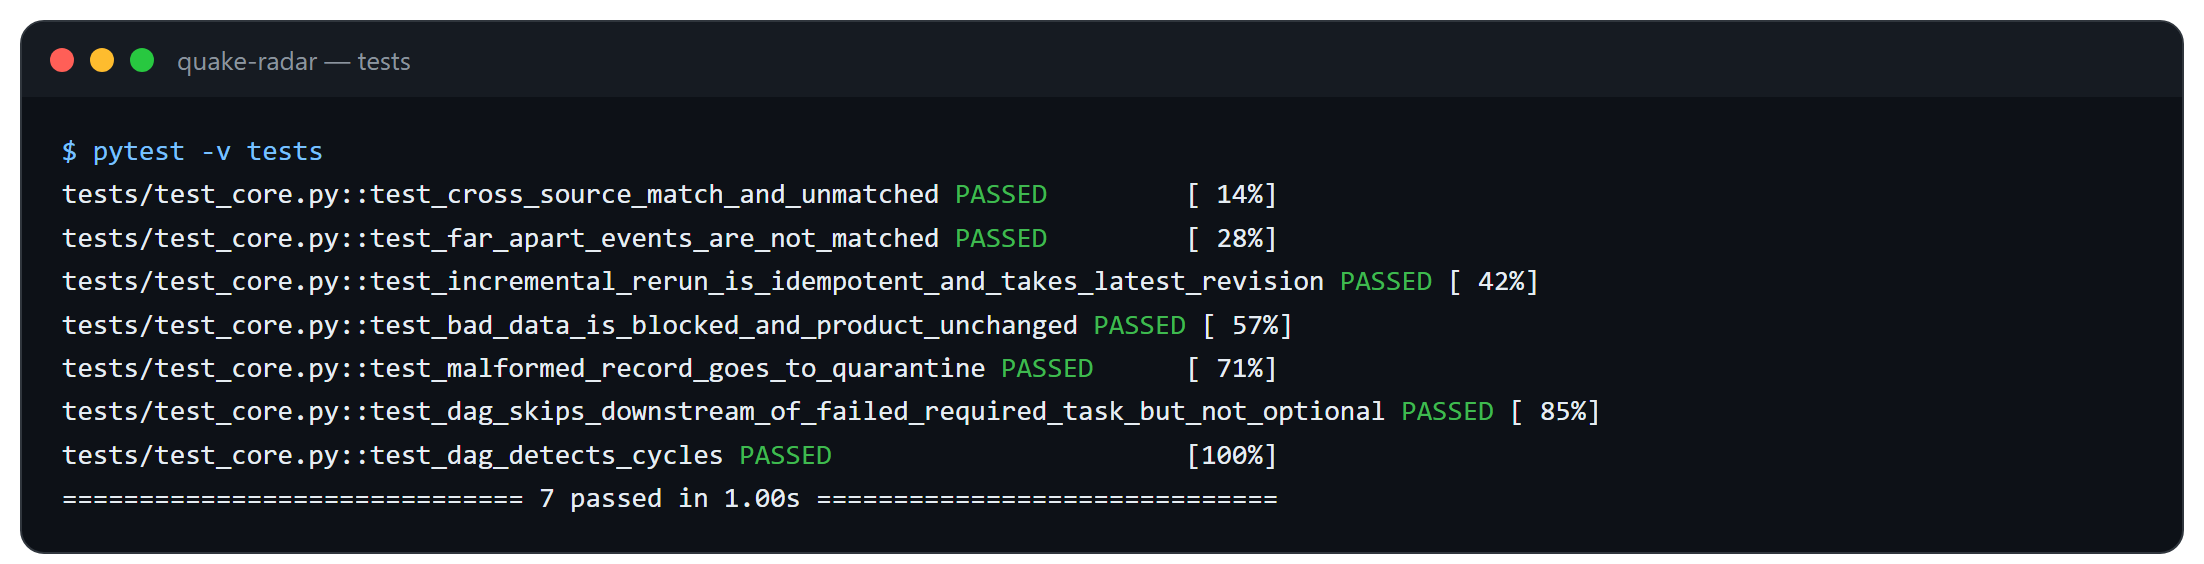 quake-radar — tests
$ pytest -v tests
tests/test_core.py::test_cross_source_match_and_unmatched PASSED         [ 14%]
tests/test_core.py::test_far_apart_events_are_not_matched PASSED         [ 28%]
tests/test_core.py::test_incremental_rerun_is_idempotent_and_takes_latest_revision PASSED [ 42%]
tests/test_core.py::test_bad_data_is_blocked_and_product_unchanged PASSED [ 57%]
tests/test_core.py::test_malformed_record_goes_to_quarantine PASSED      [ 71%]
tests/test_core.py::test_dag_skips_downstream_of_failed_required_task_but_not_optional PASSED [ 85%]
tests/test_core.py::test_dag_detects_cycles PASSED                       [100%]
============================== 7 passed in 1.00s ==============================